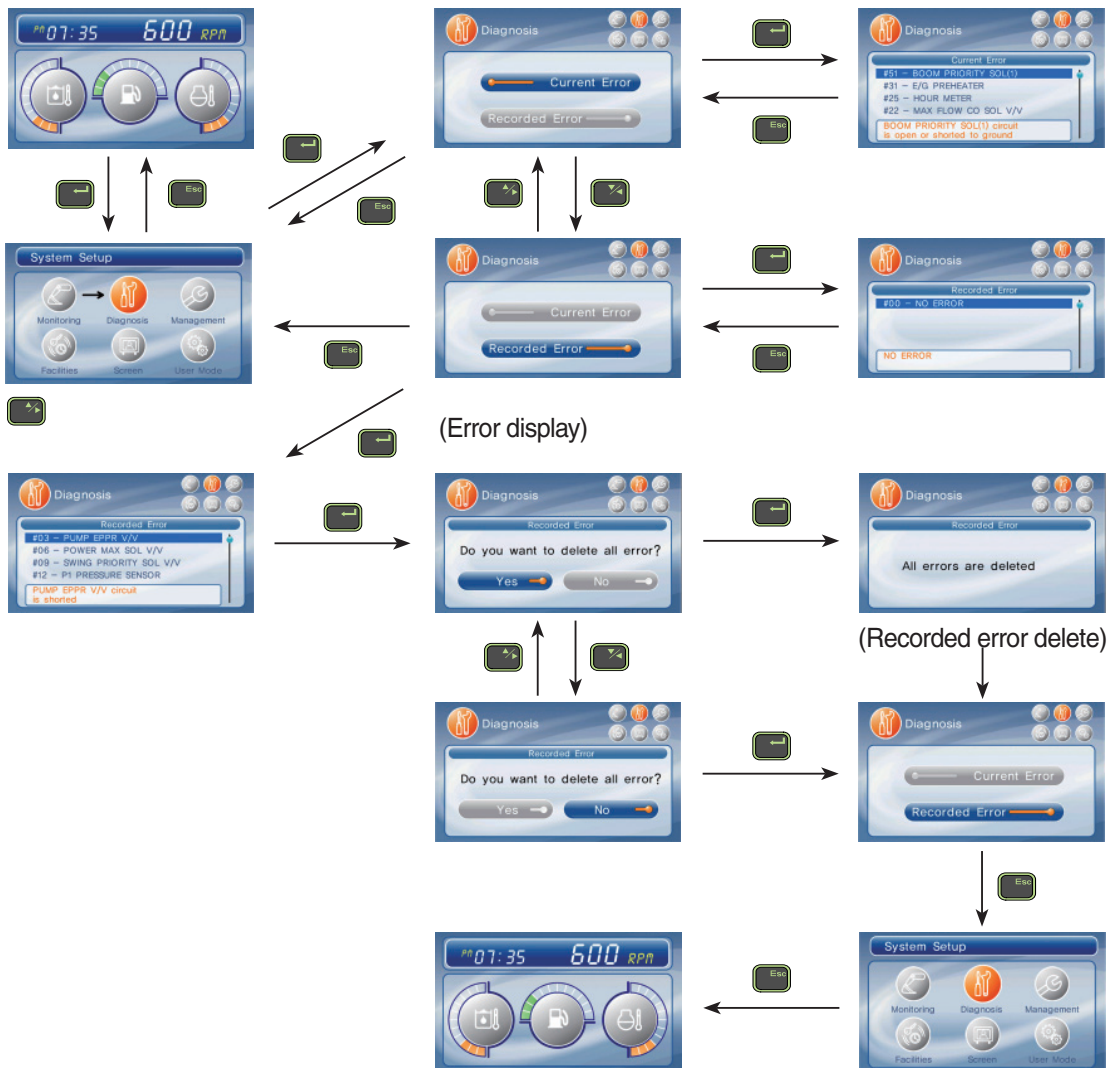 PM 07:35 600 RPM
Diagnosis
Current Error
Recorded Error
Diagnosis
Current Error
#51 - BOOM PRIORITY SOL(1)
#31 - E/G PREHEATER
#25 - HOUR METER
#22 - MAX FLOW CO SOL V/V
BOOM PRIORITY SOL(1) circuit
is open or shorted to ground
Esc
Esc
Esc
System Setup
Monitoring Diagnosis Management
Facilities Screen User Mode
Diagnosis
Current Error
Recorded Error
Diagnosis
Recorded Error
#00 - NO ERROR
NO ERROR
Esc
Esc
(Error display)
Diagnosis
Recorded Error
#03 - PUMP EPPR V/V
#06 - POWER MAX SOL V/V
#09 - SWING PRIORITY SOL V/V
#12 - P1 PRESSURE SENSOR
PUMP EPPR V/V circuit
is shorted
Diagnosis
Recorded Error
Do you want to delete all error?
Yes No
Diagnosis
Recorded Error
All errors are deleted
(Recorded error delete)
Diagnosis
Recorded Error
Do you want to delete all error?
Yes No
Diagnosis
Current Error
Recorded Error
Esc
PM 07:35 600 RPM
Esc
System Setup
Monitoring Diagnosis Management
Facilities Screen User Mode